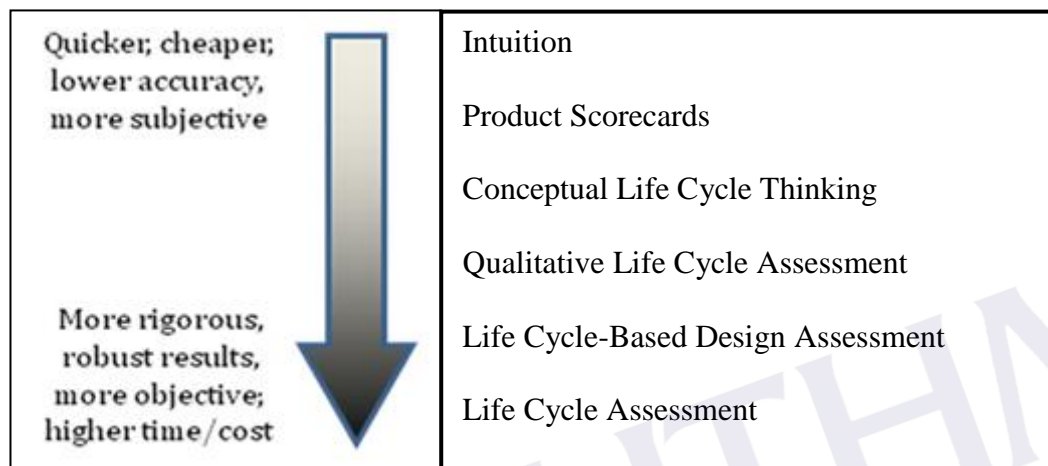 Quicker, cheaper,
lower accuracy,
more subjective
More rigorous,
robust results,
more objective;
higher time/cost
Intuition
Product Scorecards
Conceptual Life Cycle Thinking
Qualitative Life Cycle Assessment
Life Cycle-Based Design Assessment
Life Cycle Assessment